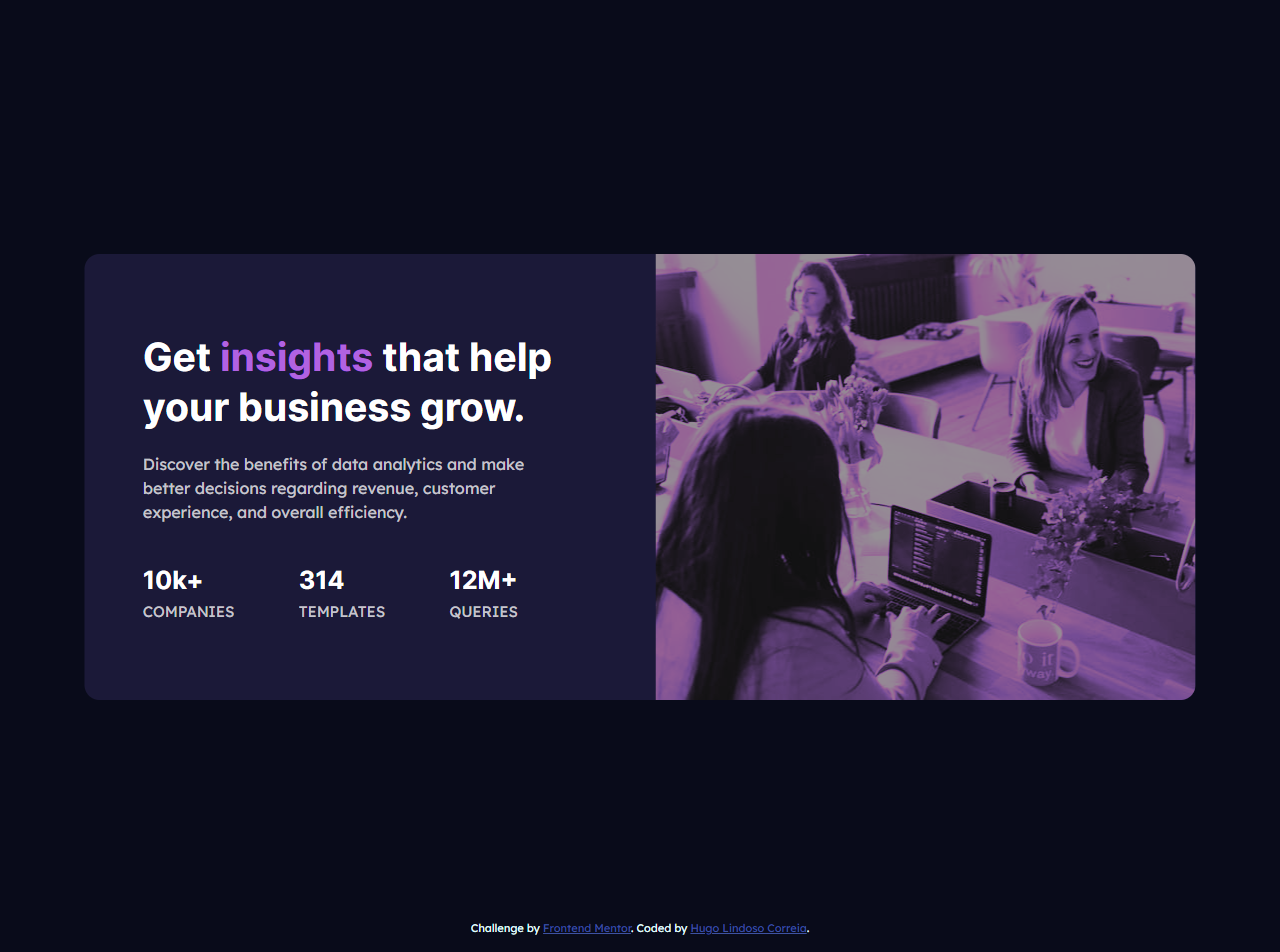 Get insights that help
your business grow.
Discover the benefits of data analytics and make
better decisions regarding revenue, customer
experience, and overall efficiency.
10k+ 314 12M+
COMPANIES TEMPLATES QUERIES
Challenge by Frontend Mentor. Coded by Hugo Lindoso Correia.